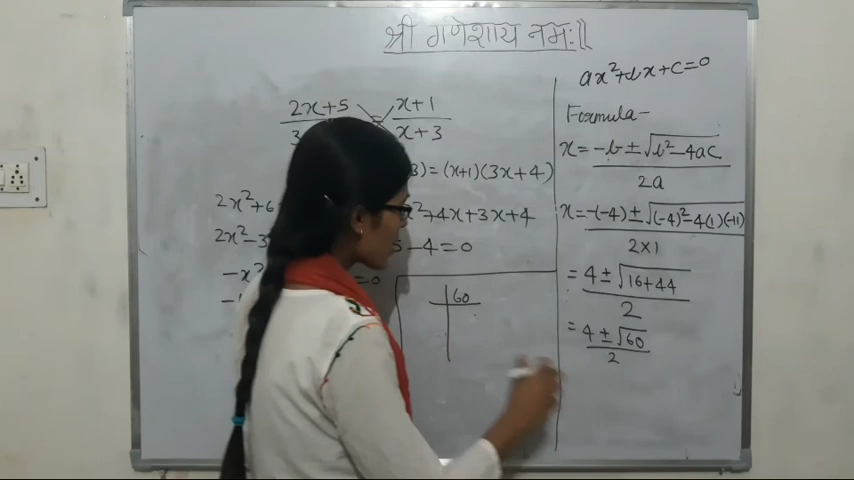 श्री गणेशाय नमः॥
2x+5 = x+1
3 x+3
3) = (x+1)(3x+4)
2x²+6 x²+4x+3x+4
2x²-3 5-4=0
-x² =0
60
ax²+bx+c=0
Formula-
x = -b ± √b²-4ac
2a
x = -(-4) ± √(-4)²-4(1)(-11)
2×1
= 4 ± √16+44
2
= 4 ± √60
2